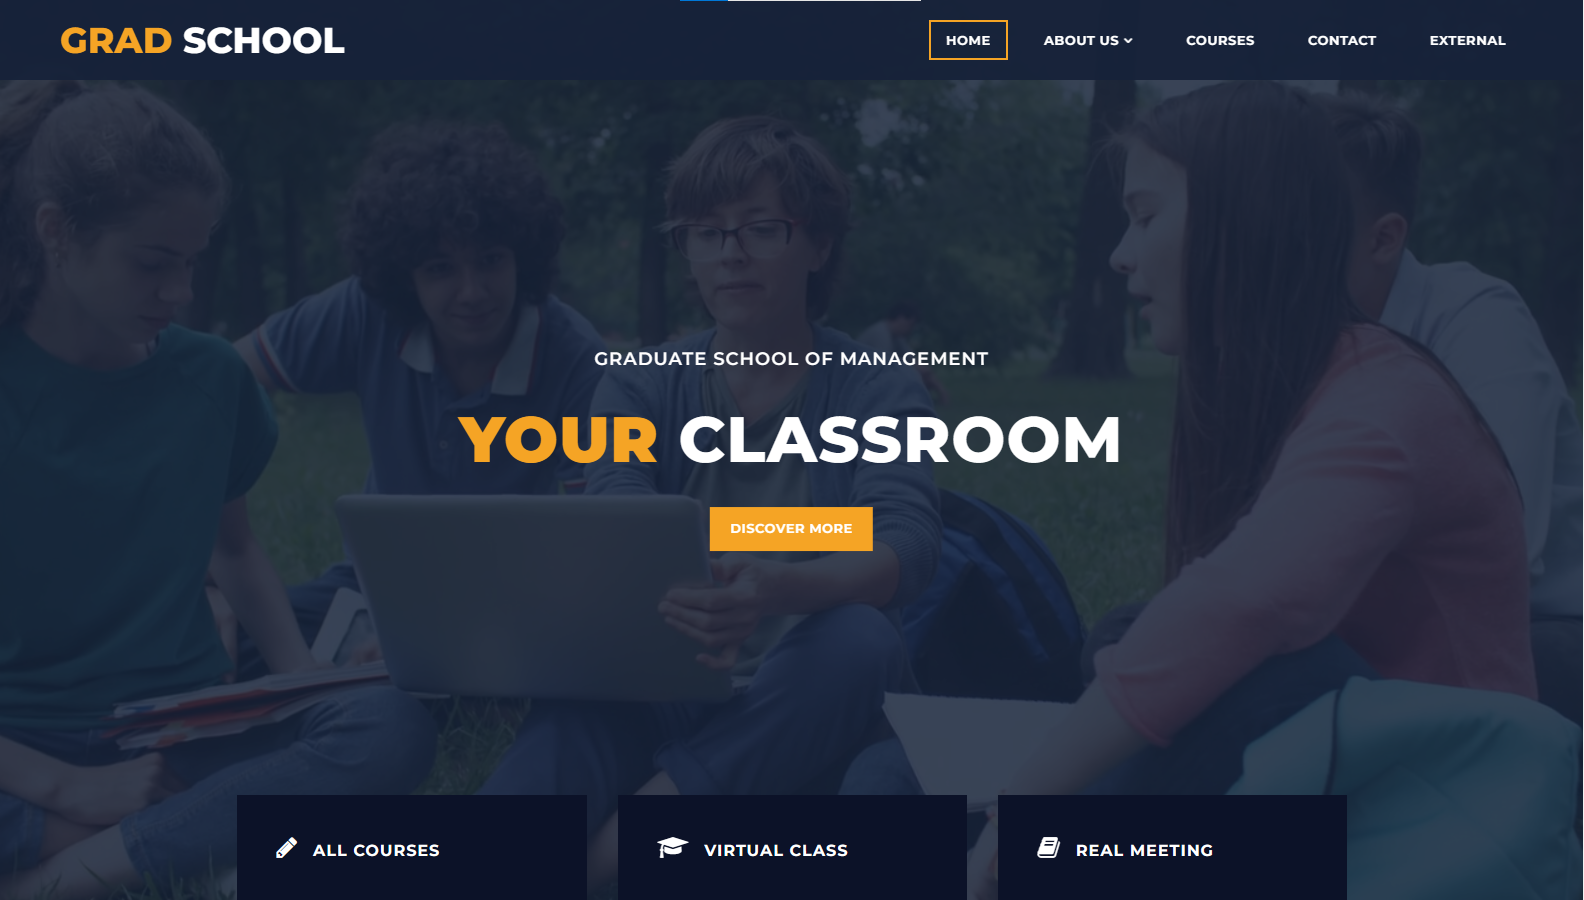 GRAD SCHOOL
HOME
ABOUT US
COURSES
CONTACT
EXTERNAL
GRADUATE SCHOOL OF MANAGEMENT
YOUR CLASSROOM
DISCOVER MORE
ALL COURSES
VIRTUAL CLASS
REAL MEETING